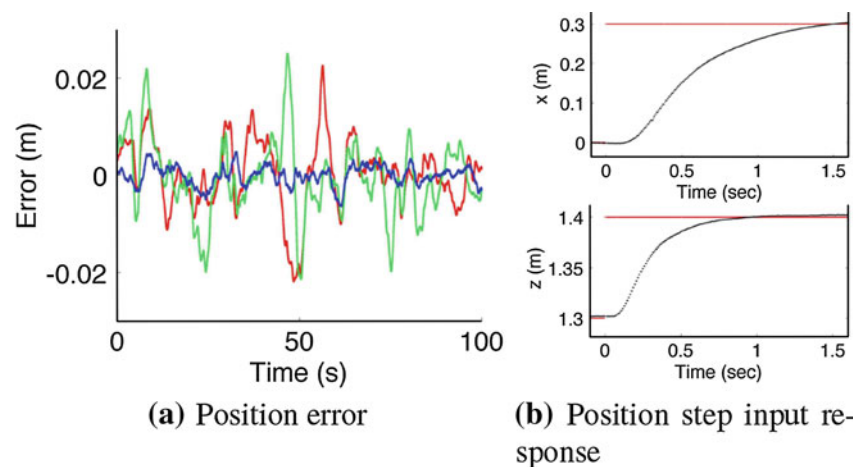 Error (m)
0.02
0
-0.02
0
50
100
Time (s)
(a) Position error
x (m)
0.3
0.2
0.1
0
0
0.5
1
1.5
Time (sec)
z (m)
1.4
1.35
1.3
0
0.5
1
1.5
Time (sec)
(b) Position step input re-
sponse